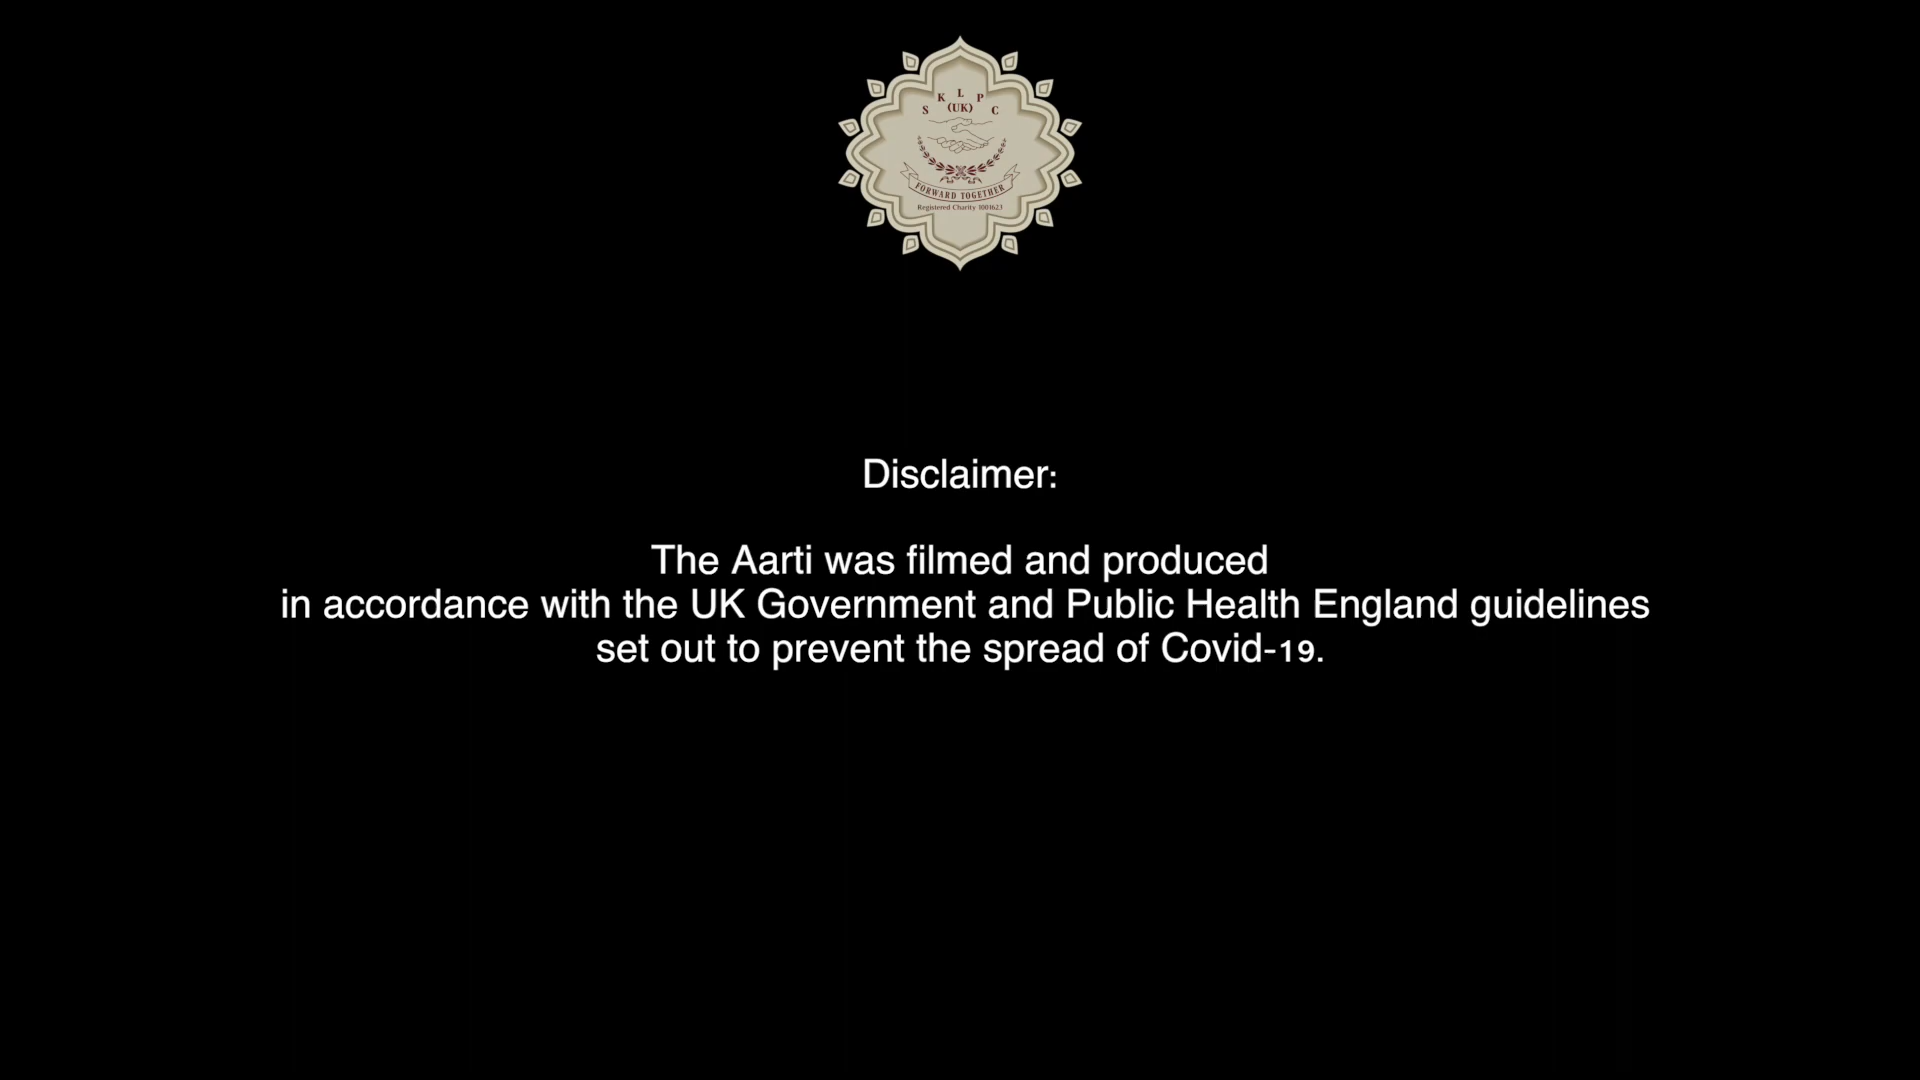 S K L P C
(UK)
FORWARD TOGETHER
Registered Charity 1001623
Disclaimer:
The Aarti was filmed and produced
in accordance with the UK Government and Public Health England guidelines
set out to prevent the spread of Covid-19.